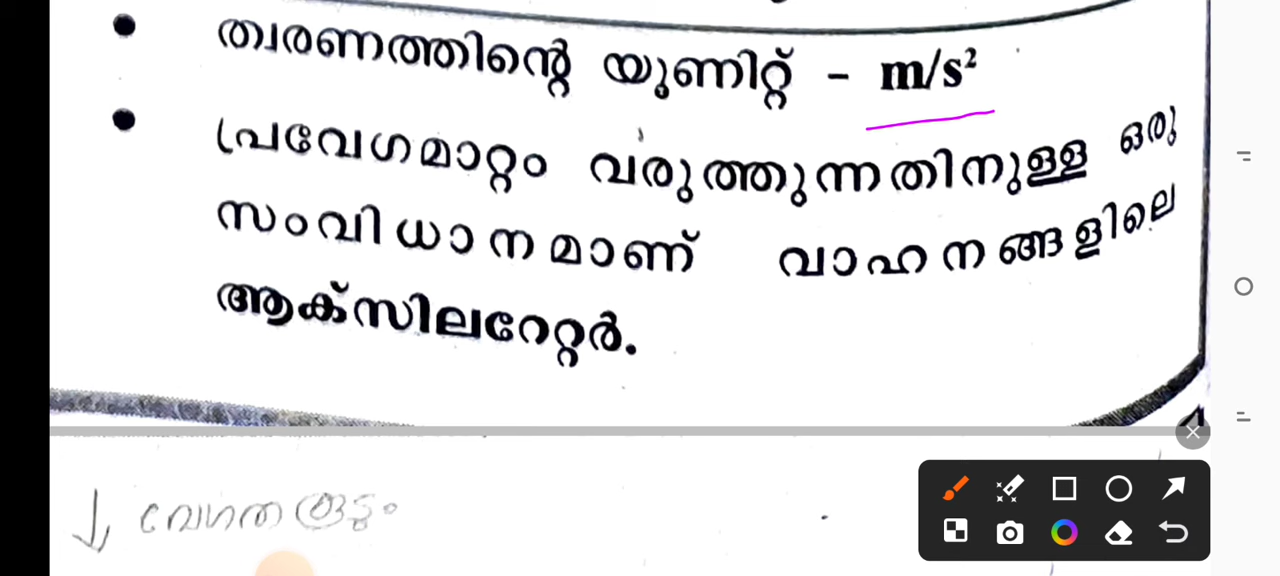 • ത്വരണത്തിന്റെ യൂണിറ്റ് - m/s²
• പ്രവേഗമാറ്റം വരുത്തുന്നതിനുള്ള ഒരു
സംവിധാനമാണ് വാഹനങ്ങളിലെ
ആക്സിലറേറ്റർ.
↓ വേഗത കൂടും